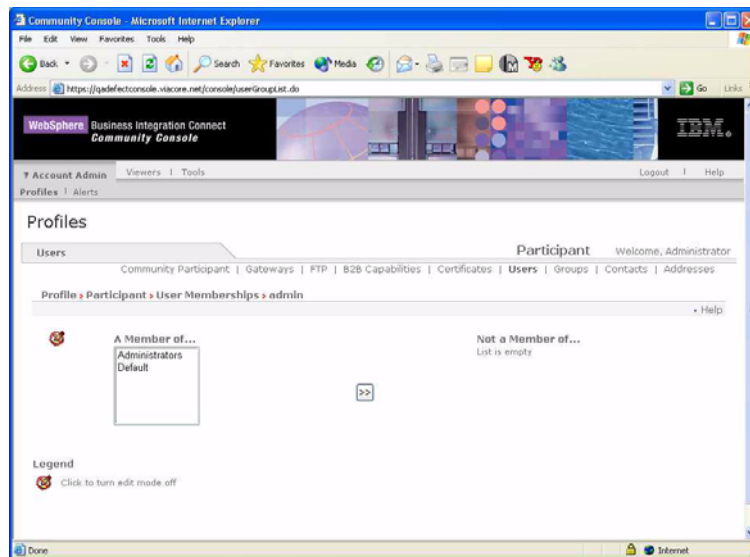 Community Console - Microsoft Internet Explorer
File Edit View Favorites Tools Help
Back Search Favorites Media
Address https://qadefectconsole.viacore.net/console/userGroupList.do Go Links
WebSphere Business Integration Connect
Community Console
IBM.
Account Admin Viewers | Tools Logout | Help
Profiles | Alerts
Profiles
Users Participant Welcome, Administrator
Community Participant | Gateways | FTP | B2B Capabilities | Certificates | Users | Groups | Contacts | Addresses
Profile » Participant » User Memberships » admin
• Help
A Member of... Not a Member of...
Administrators List is empty
Default
>>
Legend
Click to turn edit mode off
Done Internet